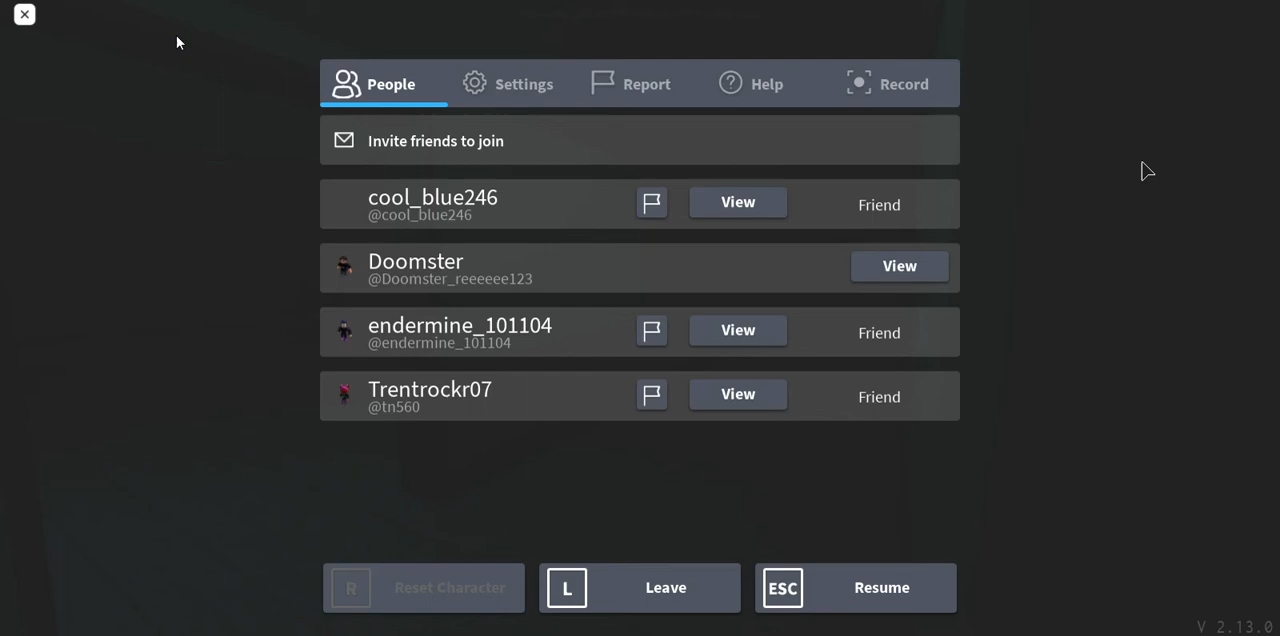 People
Settings
Report
Help
Record
Invite friends to join
cool_blue246
@cool_blue246
View
Friend
Doomster
@Doomster_reeeeee123
View
endermine_101104
@endermine_101104
View
Friend
Trentrockr07
@tn560
View
Friend
R Reset Character
L Leave
ESC Resume
V 2.13.0